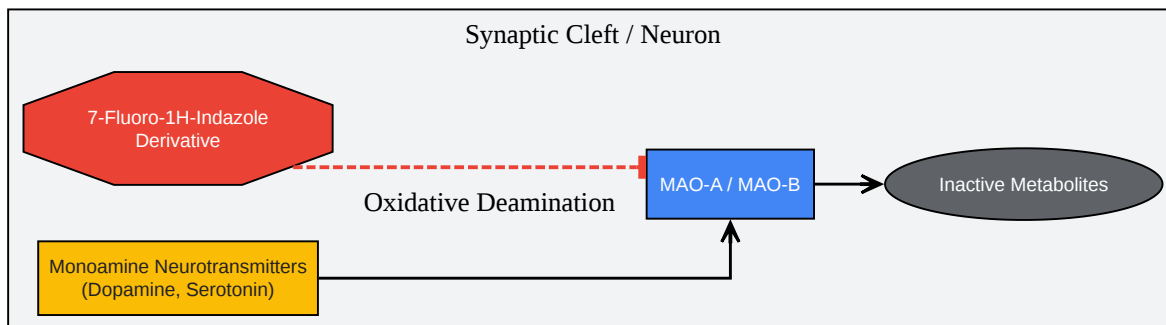 Synaptic Cleft / Neuron
7-Fluoro-1H-Indazole
Derivative
MAO-A / MAO-B
Inactive Metabolites
Oxidative Deamination
Monoamine Neurotransmitters
(Dopamine, Serotonin)